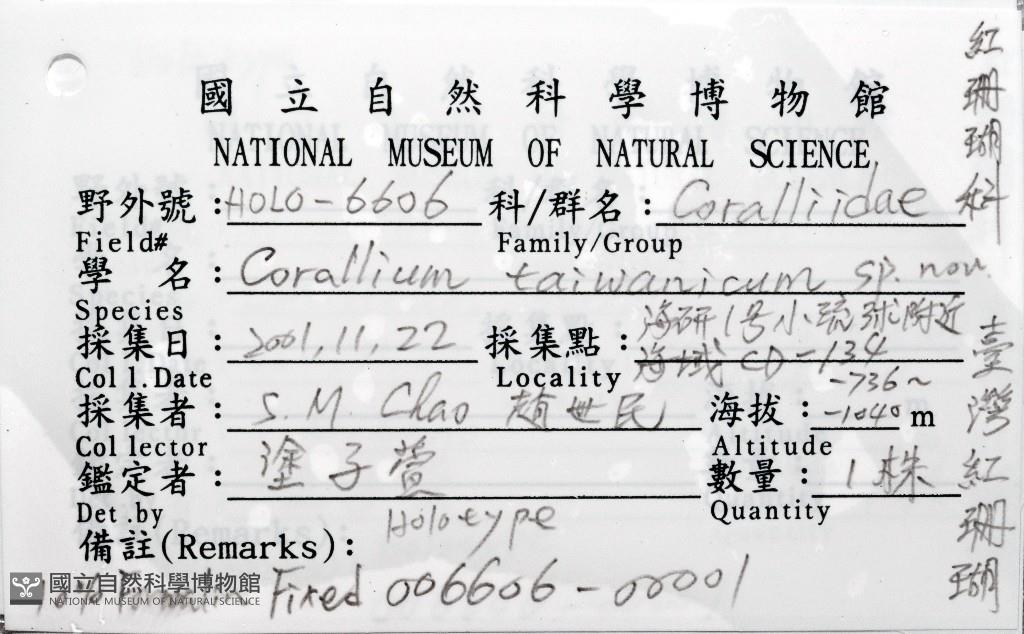 國立自然科學博物館
NATIONAL MUSEUM OF NATURAL SCIENCE
野外號:HOLO-6606 科/群名:Coralliidae
Field# Family/Group
學名:Corallium taiwanicum sp. nov.
Species
採集日:2001,11,22 採集點:海研1號小琉球附近
海域 CD-134
Coll.Date Locality
-736~
採集者:S. M. Chao 趙世民 海拔:-1040 m
Collector Altitude
鑑定者:塗子萱 數量:1株
Det.by Quantity
Holotype
備註(Remarks):
Fixed 006606-00001
國立自然科學博物館
NATIONAL MUSEUM OF NATURAL SCIENCE
紅珊瑚科
臺灣紅珊瑚